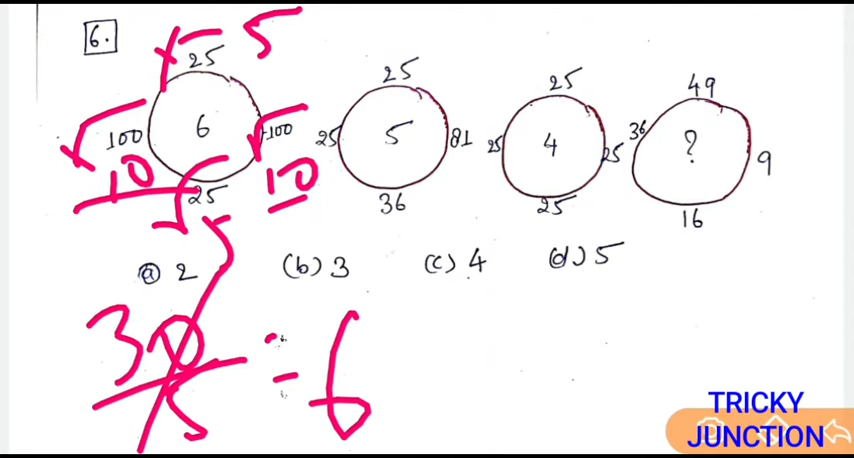 6.
√ 5
25 25 25 49
√ √
100 6 100 25 5 81 25 4 25 36 ? 9
10 √ 10
25 36 25 16
5
(a) 2 (b) 3 (c) 4 (d) 5
30/5 = 6
TRICKY
JUNCTION